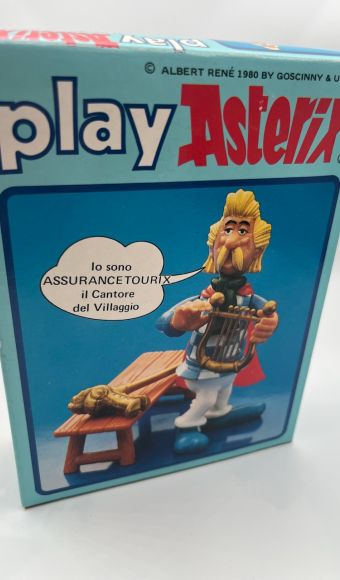 play Asterix
© ALBERT RENÉ 1980 BY GOSCINNY & U
play Asterix
Io sono
ASSURANCETOURIX
il Cantore
del Villaggio